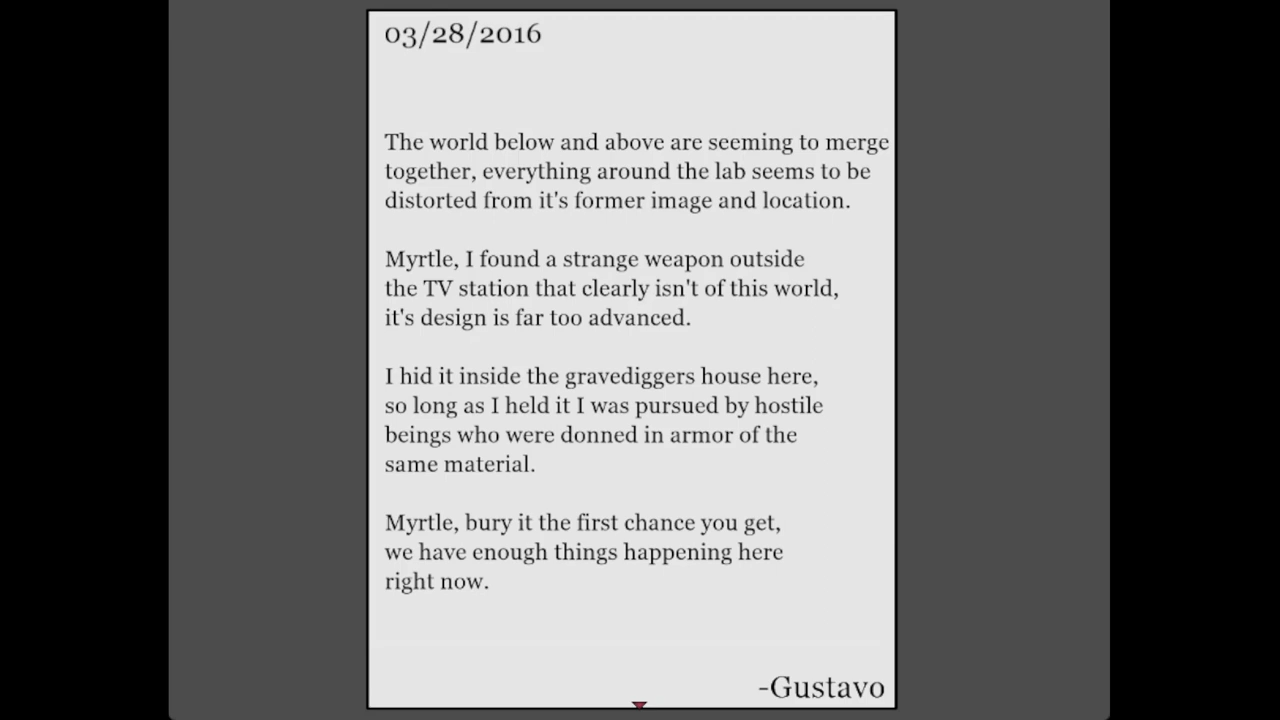 03/28/2016
The world below and above are seeming to merge
together, everything around the lab seems to be
distorted from it's former image and location.
Myrtle, I found a strange weapon outside
the TV station that clearly isn't of this world,
it's design is far too advanced.
I hid it inside the gravediggers house here,
so long as I held it I was pursued by hostile
beings who were donned in armor of the
same material.
Myrtle, bury it the first chance you get,
we have enough things happening here
right now.
-Gustavo